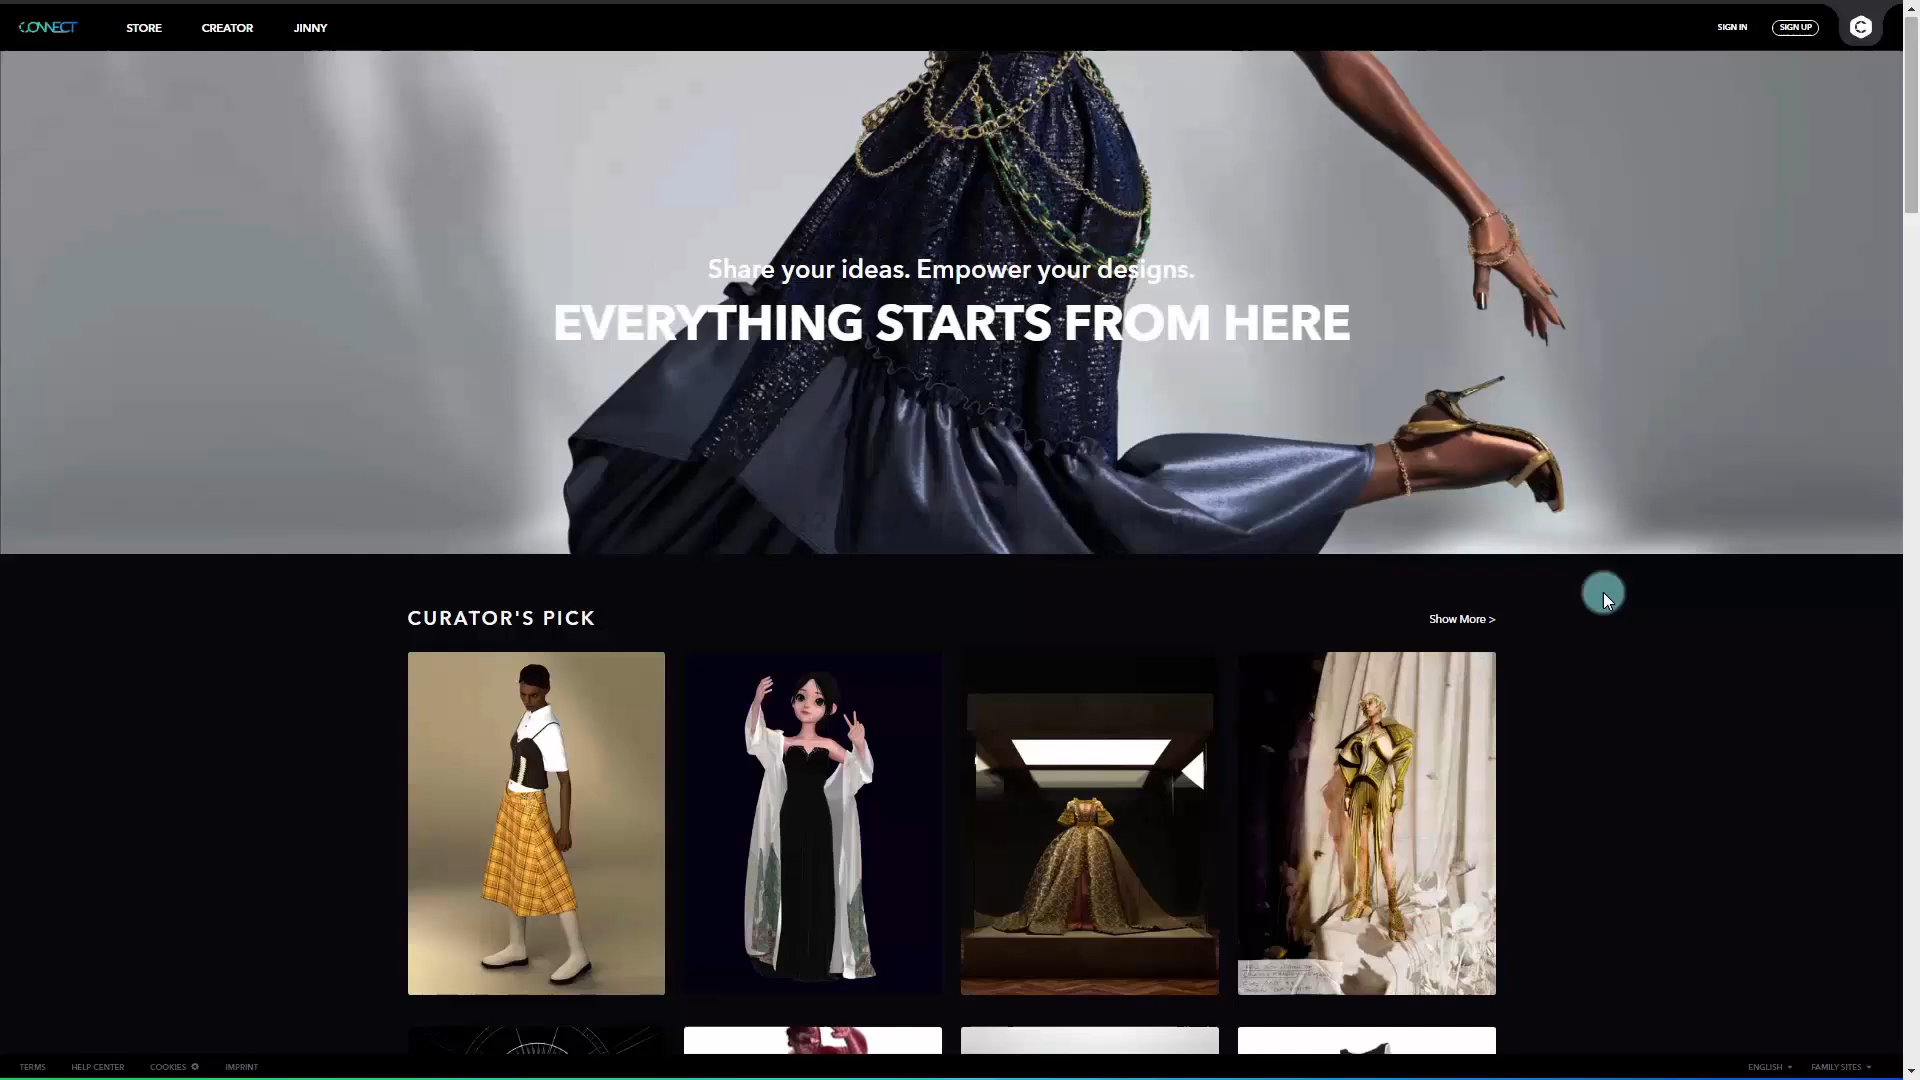 CONNECT
STORE
CREATOR
JINNY
SIGN IN
SIGN UP
Share your ideas. Empower your designs.
EVERYTHING STARTS FROM HERE
CURATOR'S PICK
Show More >
TERMS
HELP CENTER
COOKIES
IMPRINT
ENGLISH
FAMILY SITES